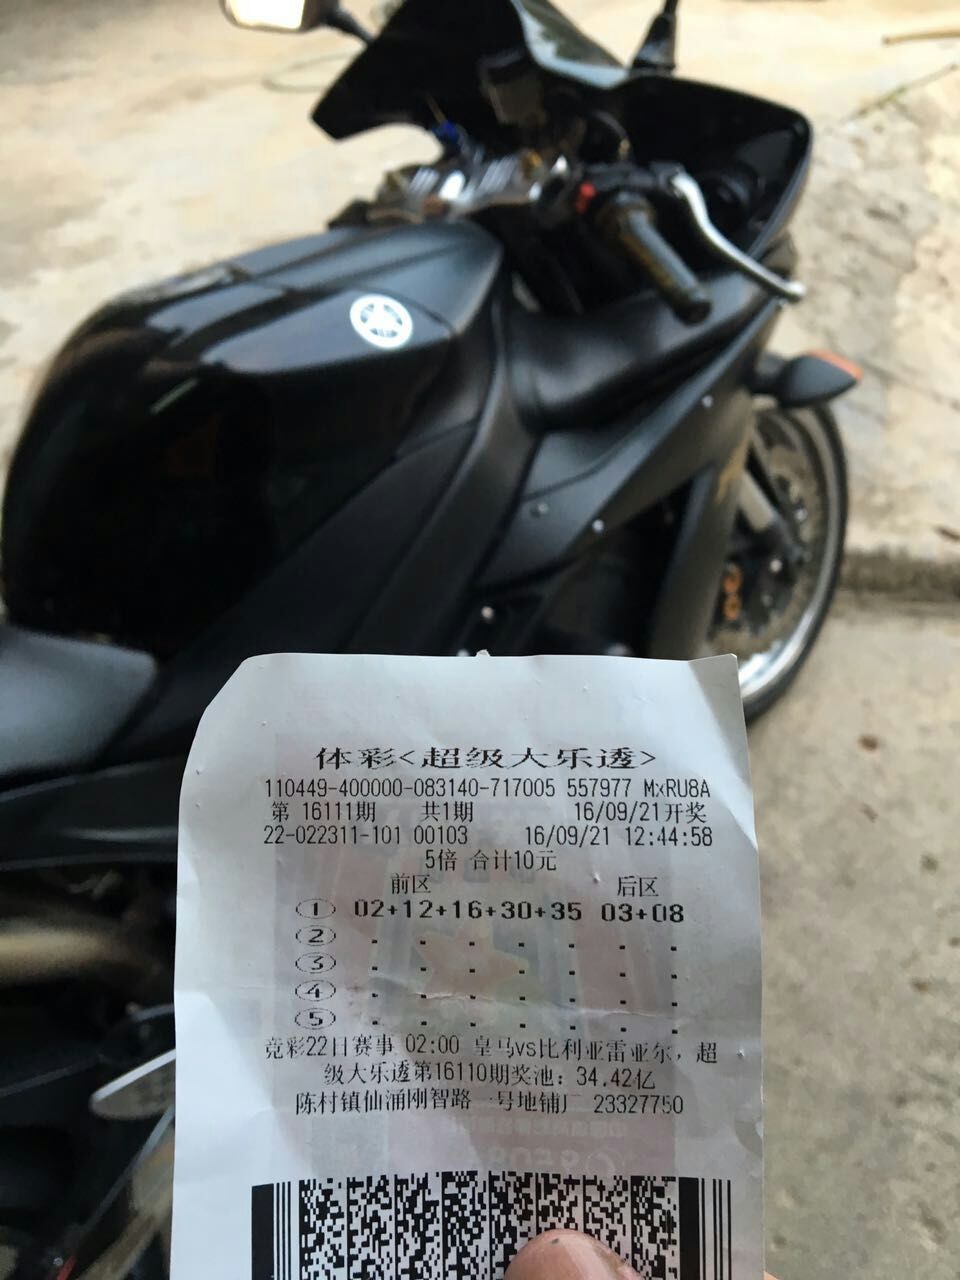 体彩<超级大乐透>
110449-400000-083140-717005 557977 MxRU8A
第 16111期 共1期 16/09/21开奖
22-022311-101 00103 16/09/21 12:44:58
5倍 合计10元
前区 后区
① 02+12+16+30+35 03+08
②
③
④
⑤
竞彩22日赛事 02:00 皇马vs比利亚雷亚尔，超
级大乐透第16110期奖池：34.42亿
陈村镇仙涌刚智路一号地铺厂 23327750